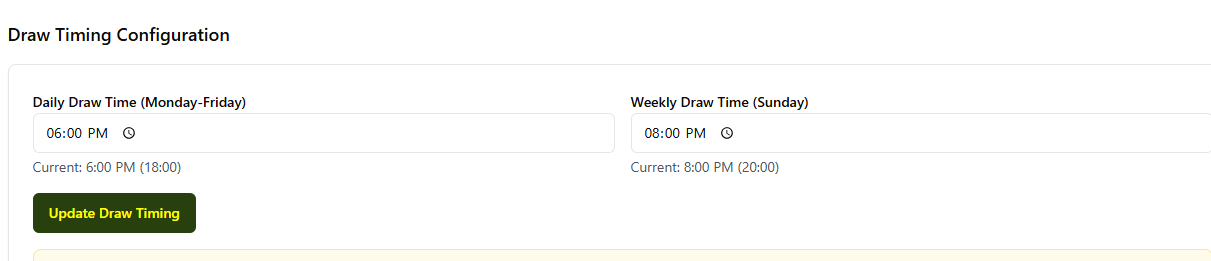 Draw Timing Configuration
Daily Draw Time (Monday-Friday)
Weekly Draw Time (Sunday)
06:00 PM
08:00 PM
Current: 6:00 PM (18:00)
Current: 8:00 PM (20:00)
Update Draw Timing